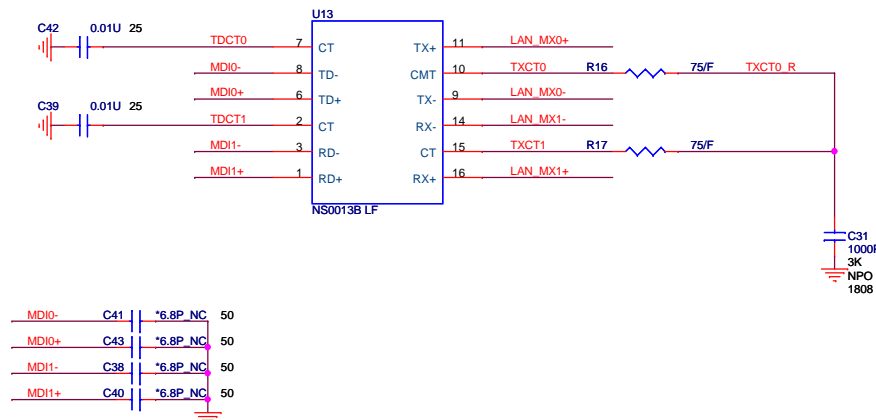 U13
C42 0.01U 25 TDCT0 7 CT TX+ 11 LAN_MX0+
MDI0- 8 TD- CMT 10 TXCT0 R16 75/F TXCT0_R
MDI0+ 6 TD+ TX- 9 LAN_MX0-
C39 0.01U 25 TDCT1 2 CT RX- 14 LAN_MX1-
MDI1- 3 RD- CT 15 TXCT1 R17 75/F
MDI1+ 1 RD+ RX+ 16 LAN_MX1+
NS0013B LF
C31
1000P
3K
NPO
1808
MDI0- C41 *6.8P_NC 50
MDI0+ C43 *6.8P_NC 50
MDI1- C38 *6.8P_NC 50
MDI1+ C40 *6.8P_NC 50